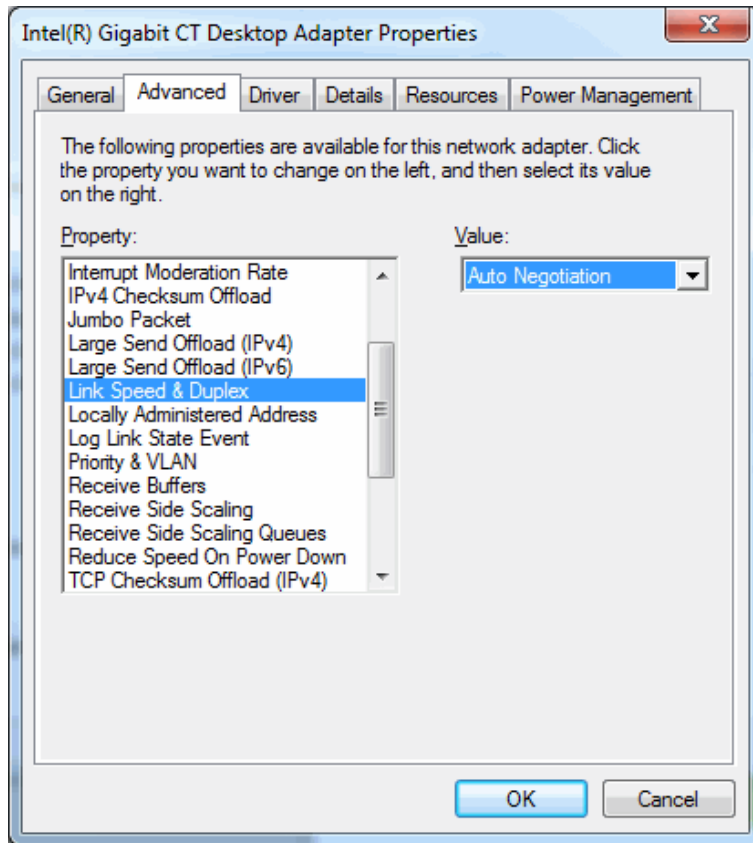 Intel(R) Gigabit CT Desktop Adapter Properties
General Advanced Driver Details Resources Power Management
The following properties are available for this network adapter. Click
the property you want to change on the left, and then select its value
on the right.
Property:
Value:
Interrupt Moderation Rate
IPv4 Checksum Offload
Jumbo Packet
Large Send Offload (IPv4)
Large Send Offload (IPv6)
Link Speed & Duplex
Locally Administered Address
Log Link State Event
Priority & VLAN
Receive Buffers
Receive Side Scaling
Receive Side Scaling Queues
Reduce Speed On Power Down
TCP Checksum Offload (IPv4)
Auto Negotiation
OK
Cancel